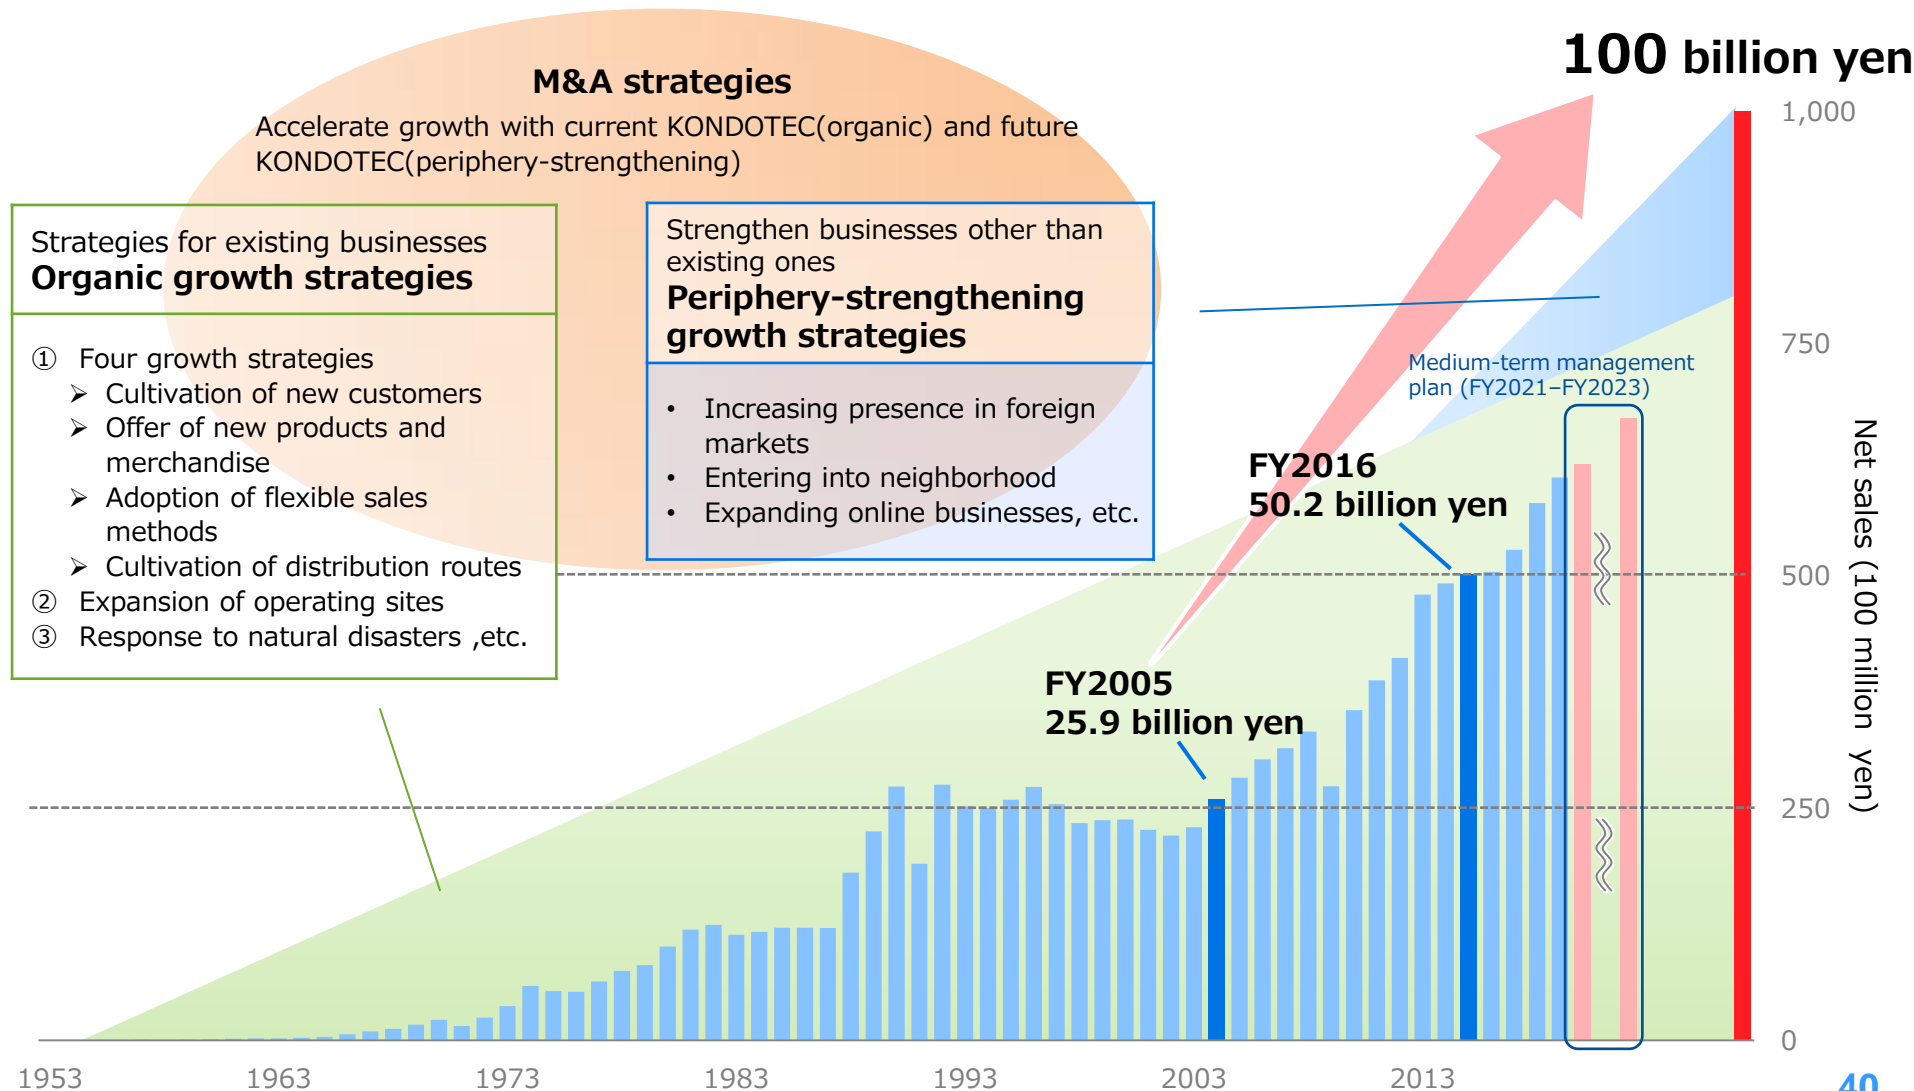 100 billion yen
M&A strategies
Accelerate growth with current KONDOTEC(organic) and future
KONDOTEC(periphery-strengthening)
Strategies for existing businesses
Organic growth strategies
① Four growth strategies
➢ Cultivation of new customers
➢ Offer of new products and
merchandise
➢ Adoption of flexible sales
methods
➢ Cultivation of distribution routes
② Expansion of operating sites
③ Response to natural disasters ,etc.
Strengthen businesses other than
existing ones
Periphery-strengthening
growth strategies
• Increasing presence in foreign
markets
• Entering into neighborhood
• Expanding online businesses, etc.
Medium-term management
plan (FY2021–FY2023)
FY2016
50.2 billion yen
FY2005
25.9 billion yen
1,000
750
500
250
0
Net sales (100 million yen)
1953
1963
1973
1983
1993
2003
2013
40